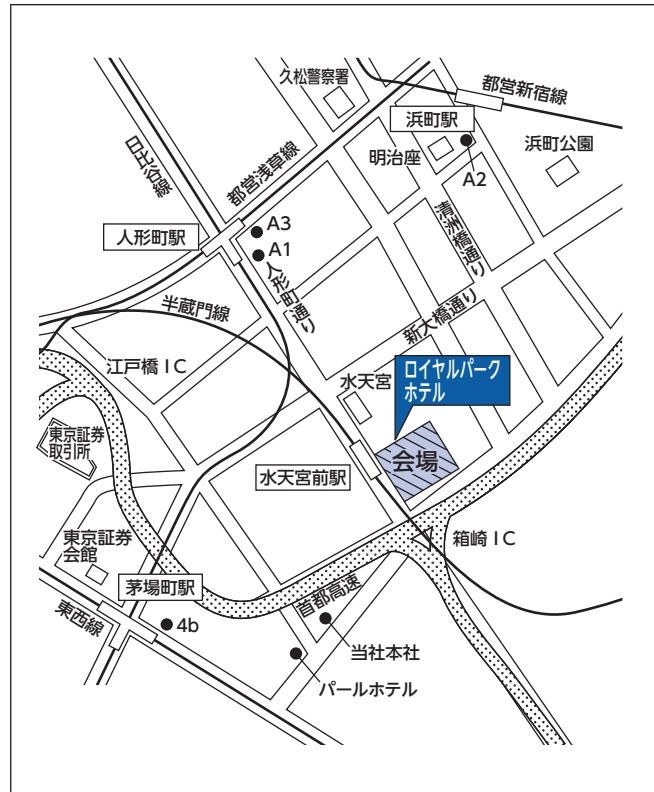 久松警察署
都営新宿線
浜町駅
日比谷線
都営浅草線
明治座
A2
浜町公園
人形町駅
A3
A1
人形町通り
清洲橋通り
半蔵門線
新大橋通り
江戸橋IC
水天宮
ロイヤルパーク
ホテル
東京証券
取引所
会場
水天宮前駅
東京証券
会館
箱崎IC
茅場町駅
首都高速
東西線
4b
当社本社
パールホテル